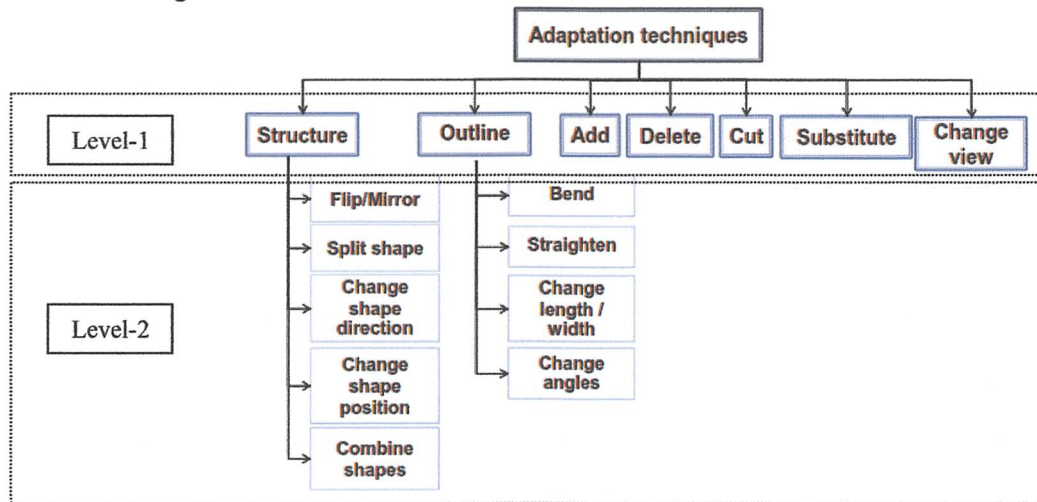 Adaptation techniques
Level-1
Structure
Outline
Add
Delete
Cut
Substitute
Change
view
Level-2
Flip/Mirror
Split shape
Change
shape
direction
Change
shape
position
Combine
shapes
Bend
Straighten
Change
length /
width
Change
angles